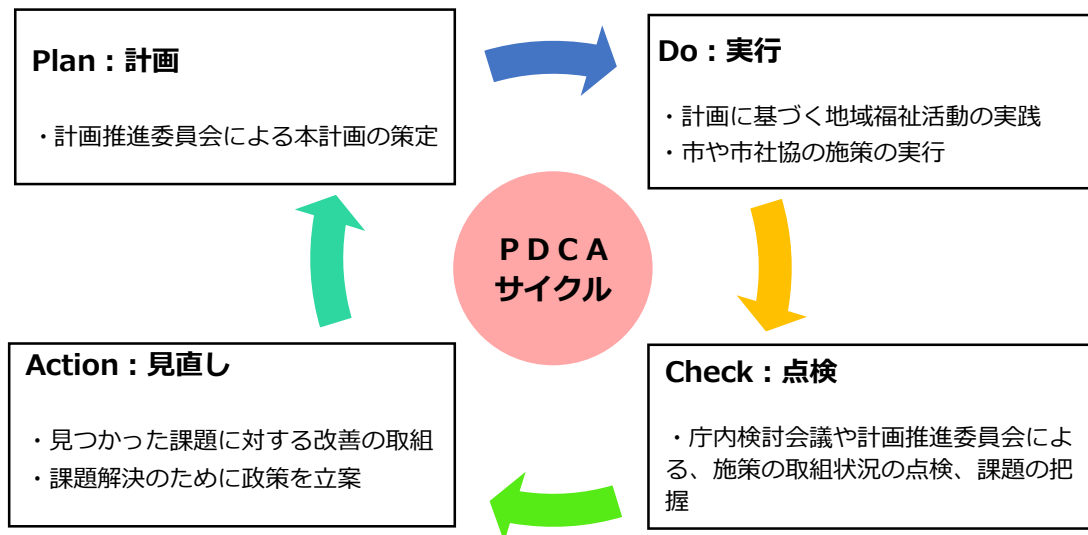 Plan：計画
・計画推進委員会による本計画の策定
Do：実行
・計画に基づく地域福祉活動の実践
・市や市社協の施策の実行
ＰＤＣＡ
サイクル
Action：見直し
・見つかった課題に対する改善の取組
・課題解決のために政策を立案
Check：点検
・庁内検討会議や計画推進委員会によ
る、施策の取組状況の点検、課題の把
握